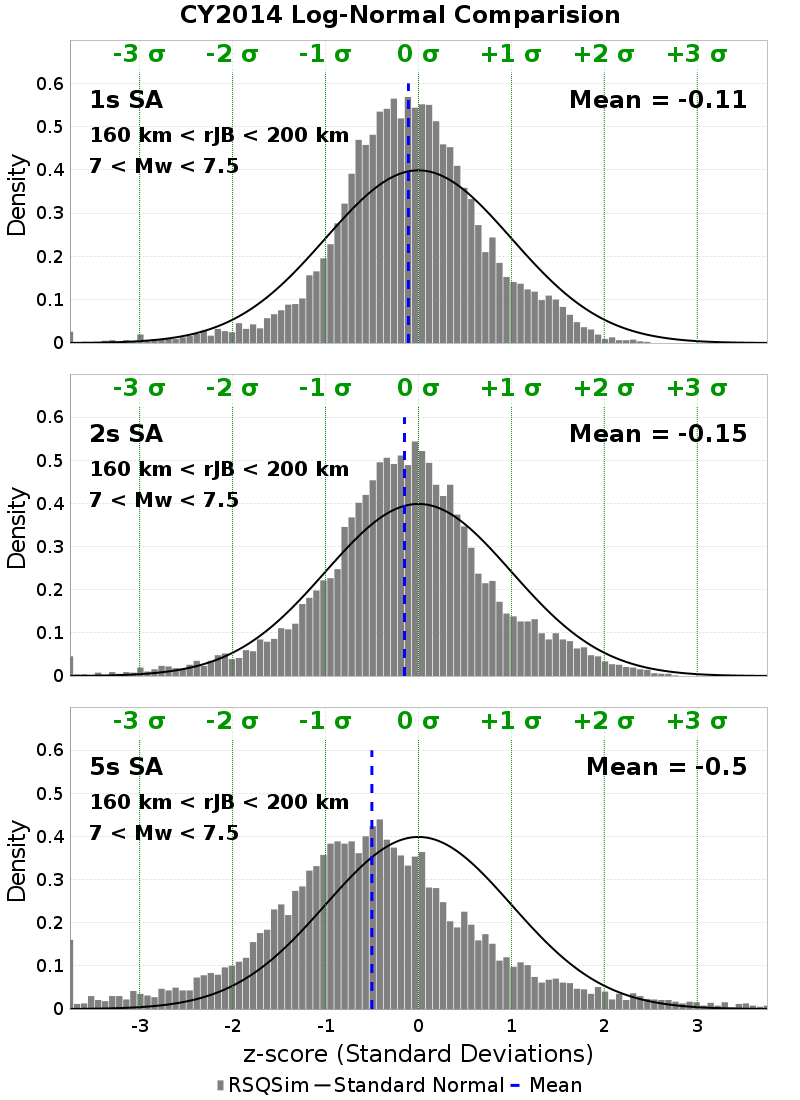 CY2014 Log-Normal Comparision
-3 σ -2 σ -1 σ 0 σ +1 σ +2 σ +3 σ
1s SA Mean = -0.11
160 km < rJB < 200 km
7 < Mw < 7.5
Density
0.6
0.5
0.4
0.3
0.2
0.1
0
-3 σ -2 σ -1 σ 0 σ +1 σ +2 σ +3 σ
2s SA Mean = -0.15
160 km < rJB < 200 km
7 < Mw < 7.5
Density
0.6
0.5
0.4
0.3
0.2
0.1
0
-3 σ -2 σ -1 σ 0 σ +1 σ +2 σ +3 σ
5s SA Mean = -0.5
160 km < rJB < 200 km
7 < Mw < 7.5
Density
0.6
0.5
0.4
0.3
0.2
0.1
0
-3 -2 -1 0 1 2 3
z-score (Standard Deviations)
RSQSim Standard Normal Mean